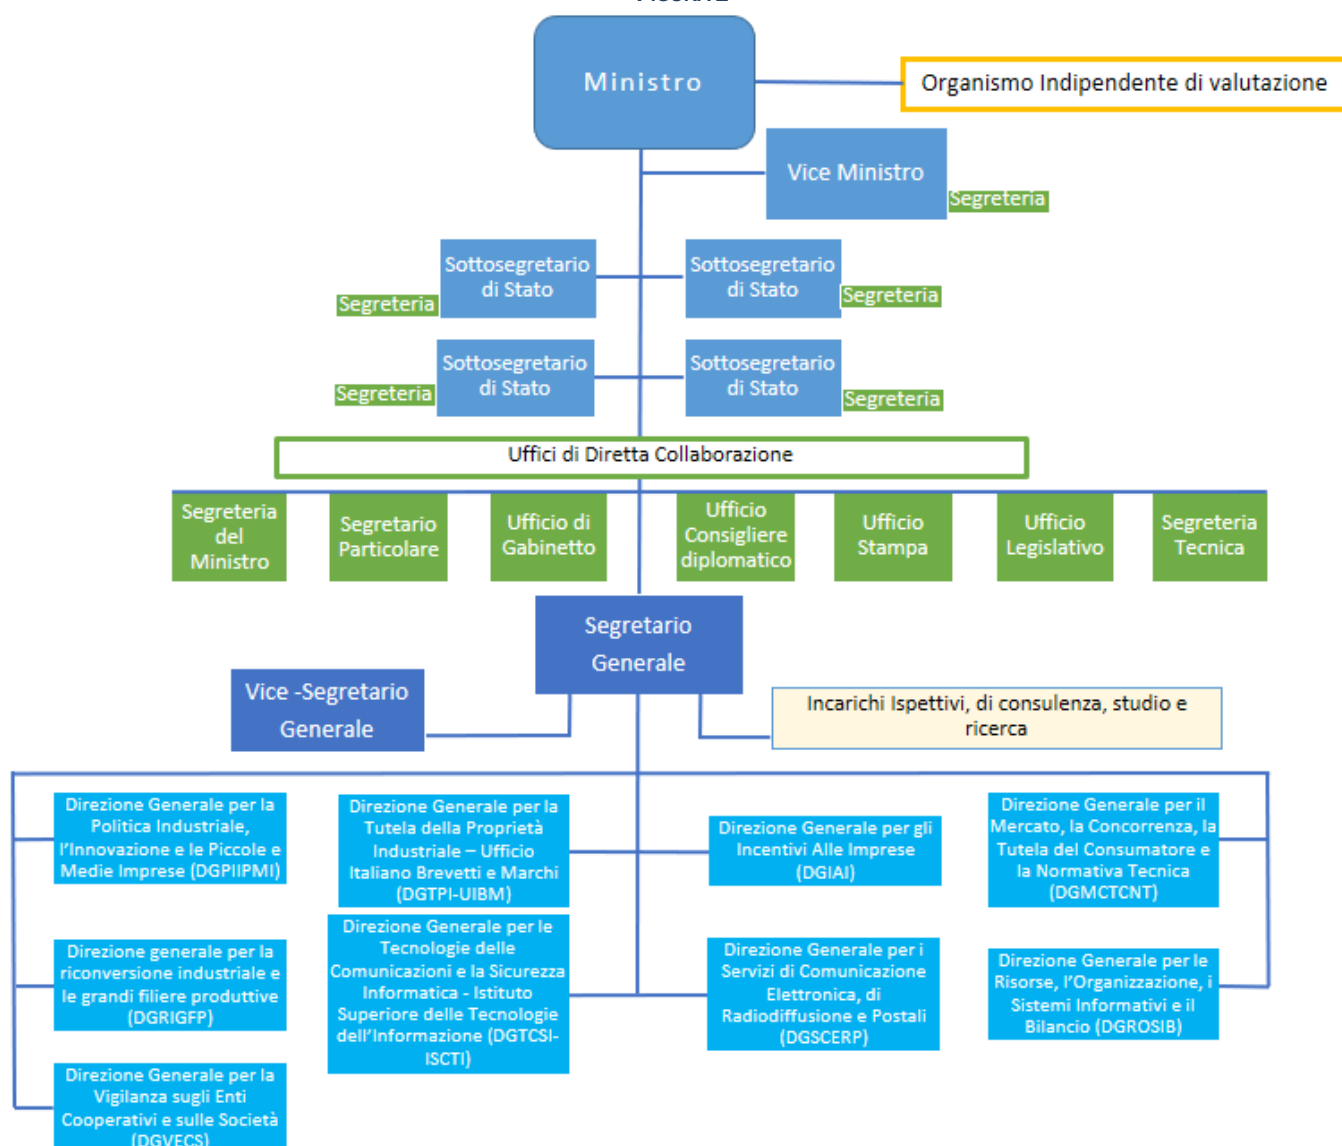 Ministro
Organismo Indipendente di valutazione
Vice Ministro
Segreteria
Sottosegretario
di Stato
Segreteria
Sottosegretario
di Stato
Segreteria
Sottosegretario
di Stato
Segreteria
Sottosegretario
di Stato
Segreteria
Uffici di Diretta Collaborazione
Segreteria
del
Ministro
Segretario
Particolare
Ufficio di
Gabinetto
Ufficio
Consigliere
diplomatico
Ufficio
Stampa
Ufficio
Legislativo
Segreteria
Tecnica
Segretario
Generale
Vice -Segretario
Generale
Incarichi Ispettivi, di consulenza, studio e
ricerca
Direzione Generale per la
Politica Industriale,
l'Innovazione e le Piccole e
Medie Imprese (DGPIIPMI)
Direzione Generale per la
Tutela della Proprietà
Industriale – Ufficio
Italiano Brevetti e Marchi
(DGTPI-UIBM)
Direzione Generale per gli
Incentivi Alle Imprese
(DGIAI)
Direzione Generale per il
Mercato, la Concorrenza, la
Tutela del Consumatore e
la Normativa Tecnica
(DGMCTCNT)
Direzione generale per la
riconversione industriale e
le grandi filiere produttive
(DGRIGFP)
Direzione Generale per le
Tecnologie delle
Comunicazioni e la Sicurezza
Informatica - Istituto
Superiore delle Tecnologie
dell'Informazione (DGTCSI-
ISCTI)
Direzione Generale per i
Servizi di Comunicazione
Elettronica, di
Radiodiffusione e Postali
(DGSCERP)
Direzione Generale per le
Risorse, l'Organizzazione, i
Sistemi Informativi e il
Bilancio (DGROSIB)
Direzione Generale per la
Vigilanza sugli Enti
Cooperativi e sulle Società
(DGVECS)